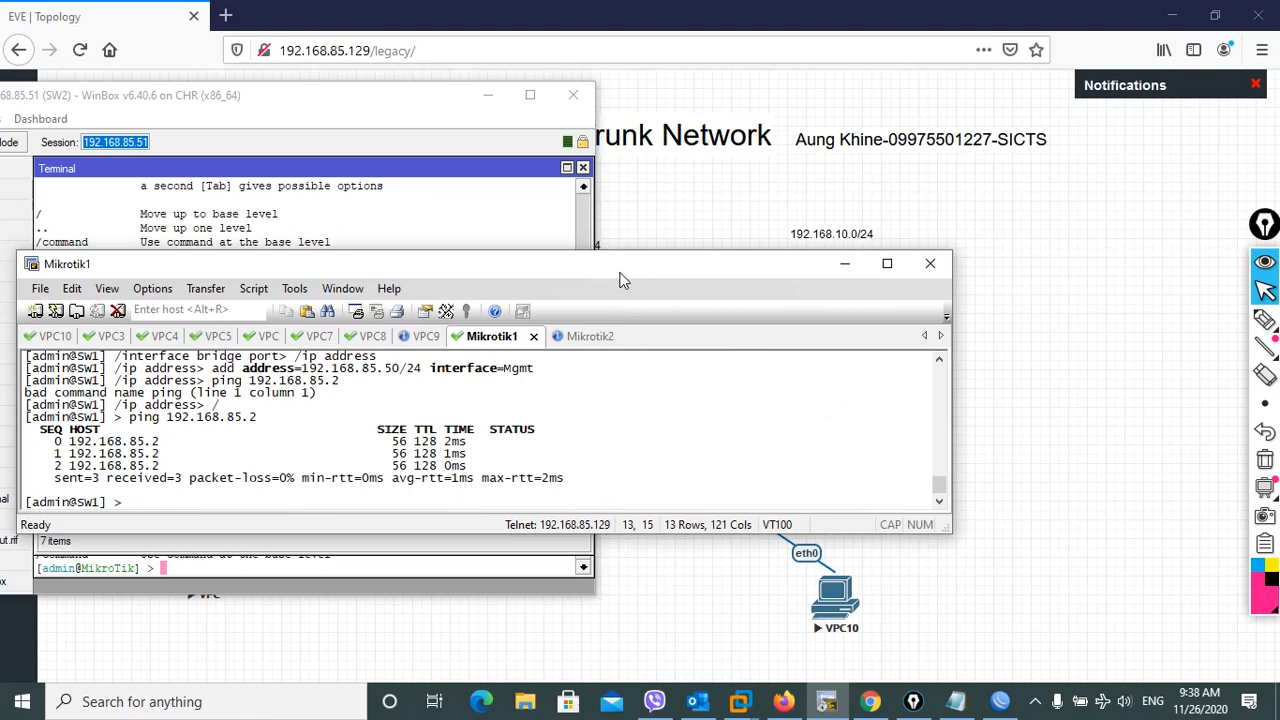 EVE | Topology
192.168.85.129/legacy/
Notifications
.68.85.51 (SW2) - WinBox v6.40.6 on CHR (x86_64)
Dashboard
Session: 192.168.85.51
runk Network
Aung Khine-09975501227-SICTS
Terminal
a second [Tab] gives possible options
/ Move up to base level
.. Move up one level
/command Use command at the base level
192.168.10.0/24
Mikrotik1
File Edit View Options Transfer Script Tools Window Help
Enter host <Alt+R>
VPC10 VPC3 VPC4 VPC5 VPC VPC7 VPC8 VPC9 Mikrotik1 Mikrotik2
[admin@SW1] /interface bridge port> /ip address
[admin@SW1] /ip address> add address=192.168.85.50/24 interface=Mgmt
[admin@SW1] /ip address> ping 192.168.85.2
bad command name ping (line 1 column 1)
[admin@SW1] /ip address> /
[admin@SW1] > ping 192.168.85.2
SEQ HOST SIZE TTL TIME STATUS
0 192.168.85.2 56 128 2ms
1 192.168.85.2 56 128 1ms
2 192.168.85.2 56 128 0ms
sent=3 received=3 packet-loss=0% min-rtt=0ms avg-rtt=1ms max-rtt=2ms
[admin@SW1] >
Ready Telnet: 192.168.85.129 13, 15 13 Rows, 121 Cols VT100 CAP NUM
7 items
[admin@MikroTik] >
eth0
VPC
VPC10
Search for anything
ENG
9:38 AM
11/26/2020